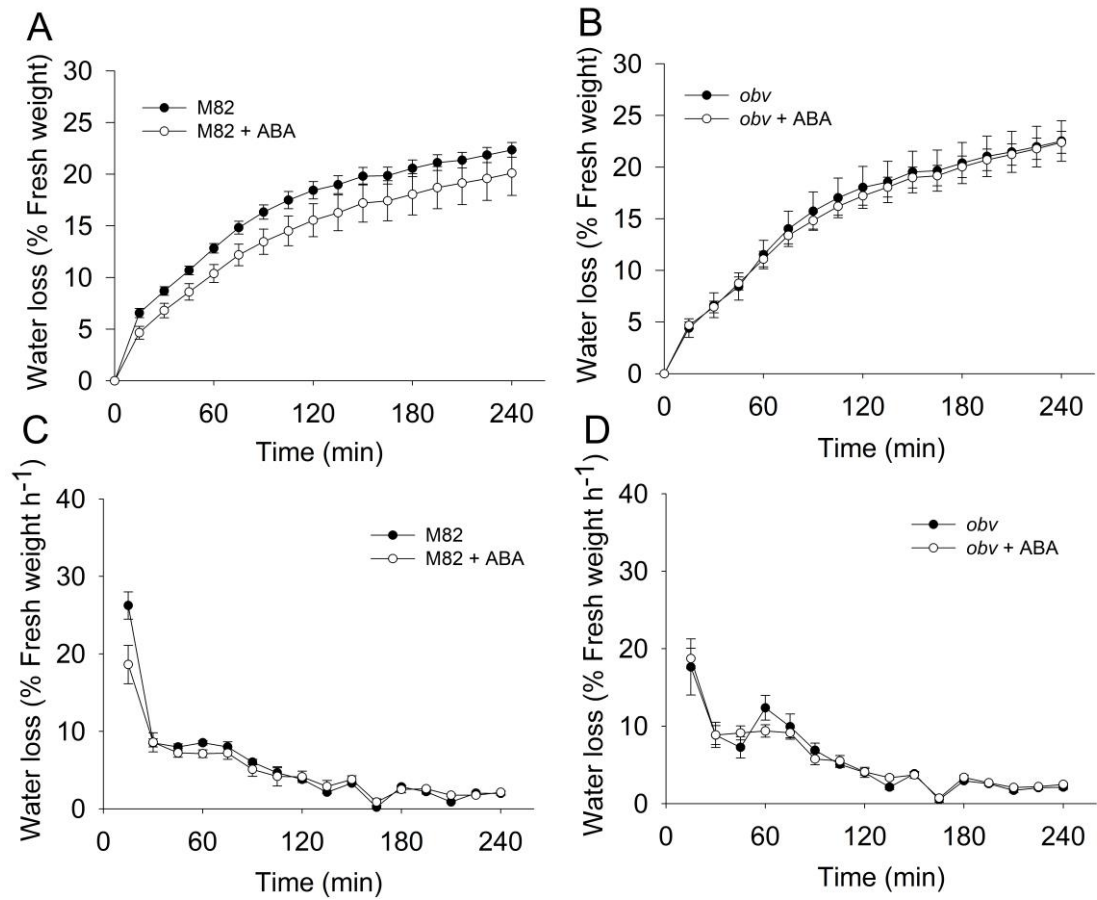 A
Water loss (% Fresh weight)
30
25
20
15
10
5
0
M82
M82 + ABA
0 60 120 180 240
Time (min)
B
Water loss (% Fresh weight)
30
25
20
15
10
5
0
obv
obv + ABA
0 60 120 180 240
Time (min)
C
Water loss (% Fresh weight h⁻¹)
40
30
20
10
0
M82
M82 + ABA
0 60 120 180 240
Time (min)
D
Water loss (% Fresh weight h⁻¹)
40
30
20
10
0
obv
obv + ABA
0 60 120 180 240
Time (min)